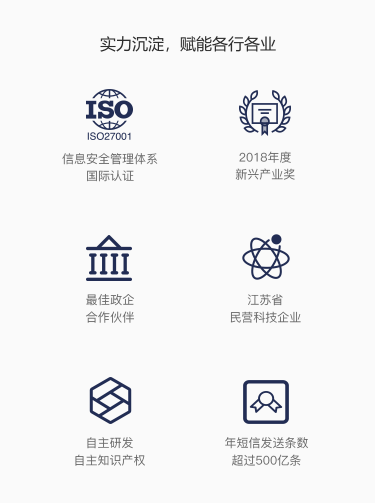 实力沉淀，赋能各行各业
ISO
ISO27001
信息安全管理体系
国际认证
2018年度
新兴产业奖
最佳政企
合作伙伴
江苏省
民营科技企业
自主研发
自主知识产权
年短信发送条数
超过500亿条